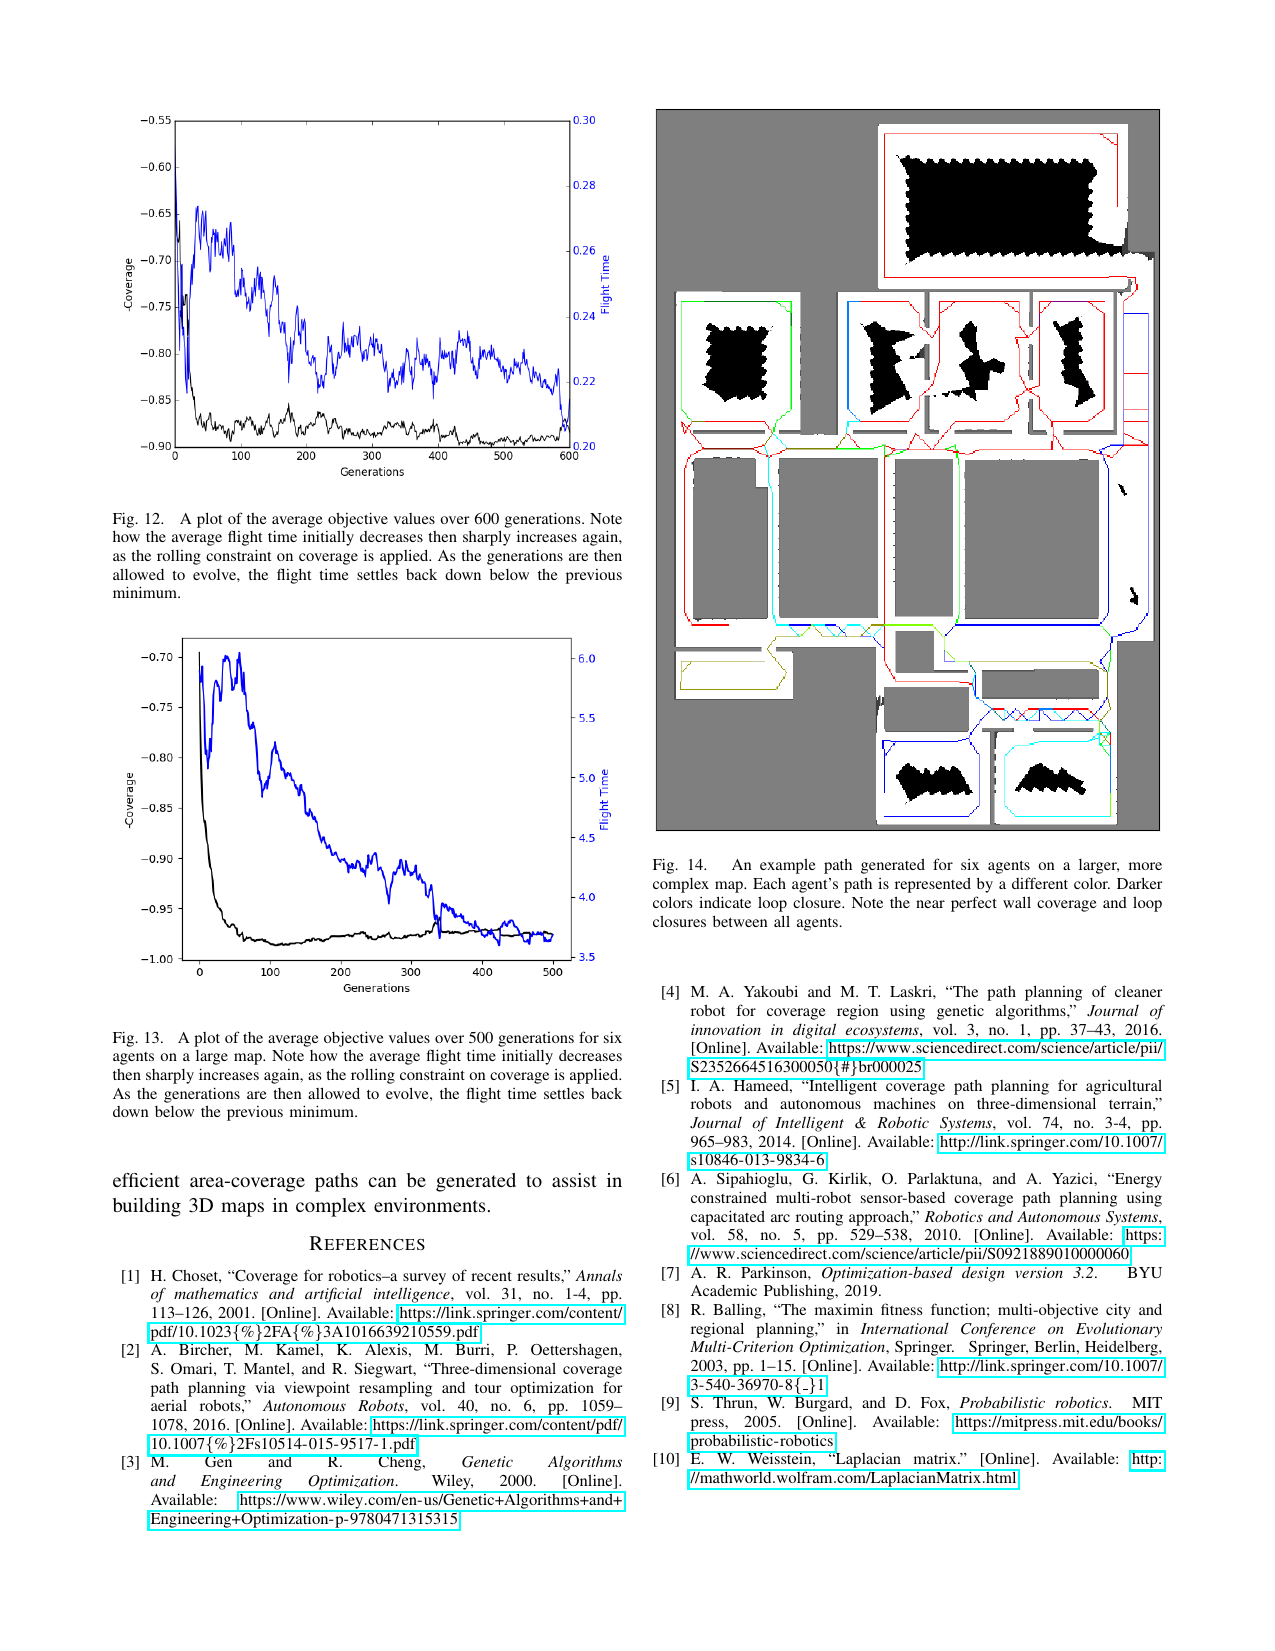 −0.55
−0.60
−0.65
−0.70
−0.75
−0.80
−0.85
−0.90
-Coverage
0.30
0.28
0.26
0.24
0.22
0.20
Flight Time
0 100 200 300 400 500 600
Generations
Fig. 12. A plot of the average objective values over 600 generations. Note
how the average flight time initially decreases then sharply increases again,
as the rolling constraint on coverage is applied. As the generations are then
allowed to evolve, the flight time settles back down below the previous
minimum.
−0.70
−0.75
−0.80
−0.85
−0.90
−0.95
−1.00
-Coverage
6.0
5.5
5.0
4.5
4.0
3.5
Flight Time
0 100 200 300 400 500
Generations
Fig. 13. A plot of the average objective values over 500 generations for six
agents on a large map. Note how the average flight time initially decreases
then sharply increases again, as the rolling constraint on coverage is applied.
As the generations are then allowed to evolve, the flight time settles back
down below the previous minimum.
efficient area-coverage paths can be generated to assist in
building 3D maps in complex environments.
REFERENCES
[1] H. Choset, “Coverage for robotics–a survey of recent results,” Annals
of mathematics and artificial intelligence, vol. 31, no. 1-4, pp.
113–126, 2001. [Online]. Available: https://link.springer.com/content/
pdf/10.1023{%}2FA{%}3A1016639210559.pdf
[2] A. Bircher, M. Kamel, K. Alexis, M. Burri, P. Oettershagen,
S. Omari, T. Mantel, and R. Siegwart, “Three-dimensional coverage
path planning via viewpoint resampling and tour optimization for
aerial robots,” Autonomous Robots, vol. 40, no. 6, pp. 1059–
1078, 2016. [Online]. Available: https://link.springer.com/content/pdf/
10.1007{%}2Fs10514-015-9517-1.pdf
[3] M. Gen and R. Cheng, Genetic Algorithms
and Engineering Optimization. Wiley, 2000. [Online].
Available: https://www.wiley.com/en-us/Genetic+Algorithms+and+
Engineering+Optimization-p-9780471315315
Fig. 14. An example path generated for six agents on a larger, more
complex map. Each agent’s path is represented by a different color. Darker
colors indicate loop closure. Note the near perfect wall coverage and loop
closures between all agents.
[4] M. A. Yakoubi and M. T. Laskri, “The path planning of cleaner
robot for coverage region using genetic algorithms,” Journal of
innovation in digital ecosystems, vol. 3, no. 1, pp. 37–43, 2016.
[Online]. Available: https://www.sciencedirect.com/science/article/pii/
S2352664516300050{#}br000025
[5] I. A. Hameed, “Intelligent coverage path planning for agricultural
robots and autonomous machines on three-dimensional terrain,”
Journal of Intelligent & Robotic Systems, vol. 74, no. 3-4, pp.
965–983, 2014. [Online]. Available: http://link.springer.com/10.1007/
s10846-013-9834-6
[6] A. Sipahioglu, G. Kirlik, O. Parlaktuna, and A. Yazici, “Energy
constrained multi-robot sensor-based coverage path planning using
capacitated arc routing approach,” Robotics and Autonomous Systems,
vol. 58, no. 5, pp. 529–538, 2010. [Online]. Available: https:
//www.sciencedirect.com/science/article/pii/S0921889010000060
[7] A. R. Parkinson, Optimization-based design version 3.2. BYU
Academic Publishing, 2019.
[8] R. Balling, “The maximin fitness function; multi-objective city and
regional planning,” in International Conference on Evolutionary
Multi-Criterion Optimization, Springer. Springer, Berlin, Heidelberg,
2003, pp. 1–15. [Online]. Available: http://link.springer.com/10.1007/
3-540-36970-8{_}1
[9] S. Thrun, W. Burgard, and D. Fox, Probabilistic robotics. MIT
press, 2005. [Online]. Available: https://mitpress.mit.edu/books/
probabilistic-robotics
[10] E. W. Weisstein, “Laplacian matrix.” [Online]. Available: http:
//mathworld.wolfram.com/LaplacianMatrix.html